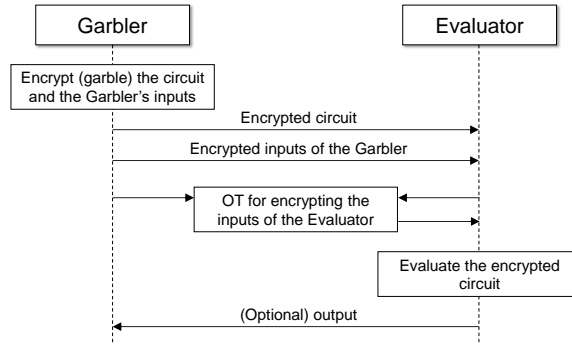 Garbler
Evaluator
Encrypt (garble) the circuit
and the Garbler's inputs
Encrypted circuit
Encrypted inputs of the Garbler
OT for encrypting the
inputs of the Evaluator
Evaluate the encrypted
circuit
(Optional) output